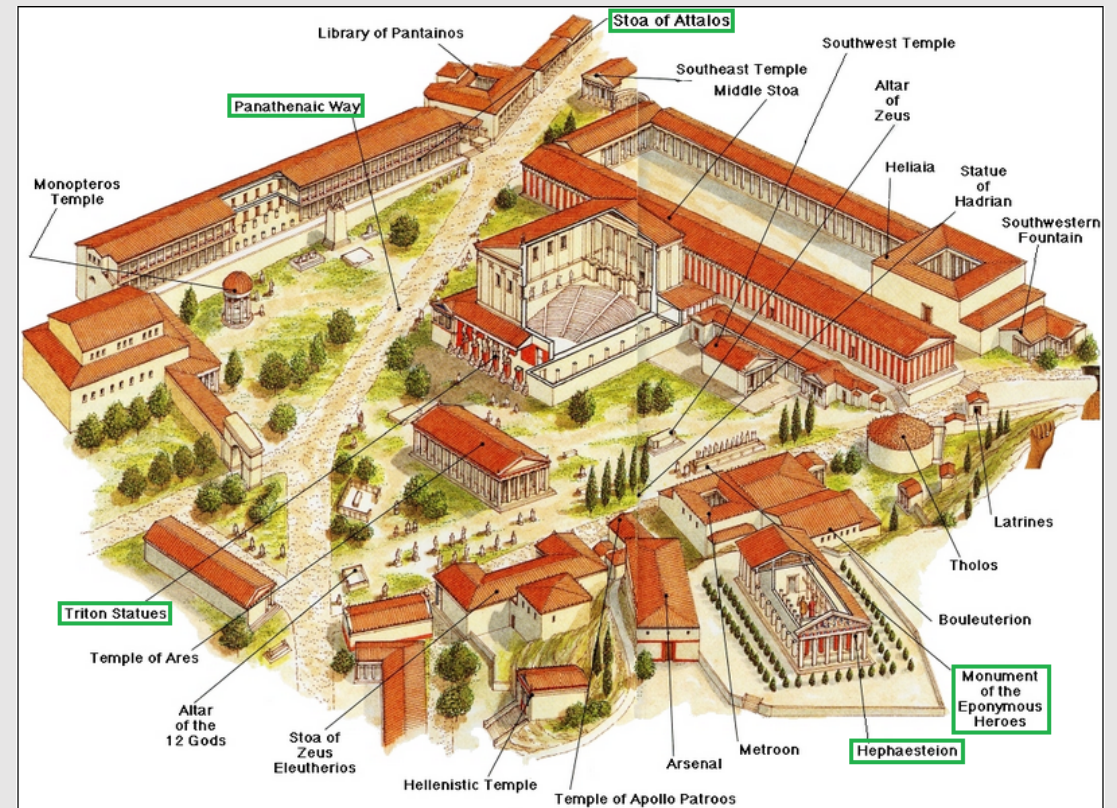 Stoa of Attalos
Library of Pantainos
Southwest Temple
Southeast Temple
Middle Stoa
Altar
of
Zeus
Panathenaic Way
Heliaia
Statue
of
Hadrian
Monopteros
Temple
Southwestern
Fountain
Latrines
Tholos
Triton Statues
Bouleuterion
Temple of Ares
Monument
of the
Eponymous
Heroes
Altar
of the
12 Gods
Stoa of
Zeus
Eleutherios
Metroon
Hephaesteion
Arsenal
Hellenistic Temple
Temple of Apollo Patroos